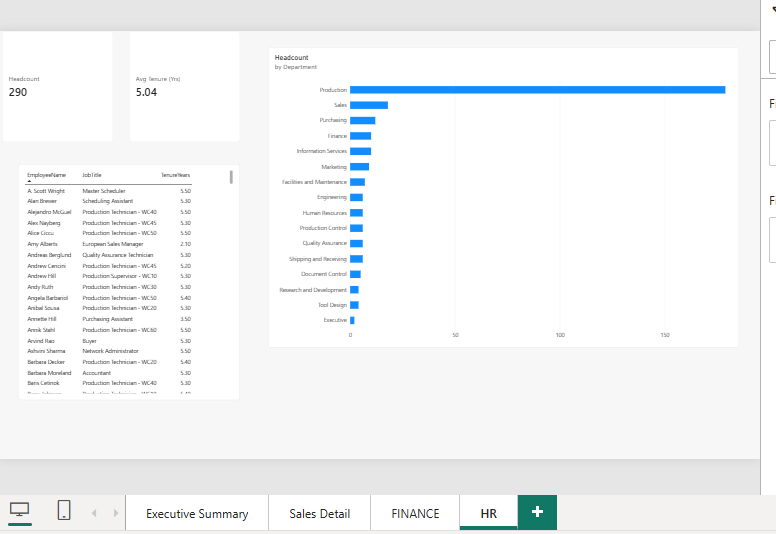 Headcount
290
Avg Tenure (Yrs)
5.04
Headcount
by Department
Production
Sales
Purchasing
Finance
Information Services
Marketing
Facilities and Maintenance
Engineering
Human Resources
Production Control
Quality Assurance
Shipping and Receiving
Document Control
Research and Development
Tool Design
Executive
0 50 100 150
EmployeeName JobTitle TenureYears
A. Scott Wright Master Scheduler 5.50
Alan Brewer Scheduling Assistant 5.30
Alejandro McGuel Production Technician - WC40 5.50
Alex Nayberg Production Technician - WC45 5.30
Alice Ciccu Production Technician - WC50 5.50
Amy Alberts European Sales Manager 2.10
Andreas Berglund Quality Assurance Technician 5.30
Andrew Cencini Production Technician - WC45 5.20
Andrew Hill Production Supervisor - WC10 5.30
Andy Ruth Production Technician - WC30 5.30
Angela Barbariol Production Technician - WC50 5.40
Anibal Sousa Production Technician - WC20 5.30
Annette Hill Purchasing Assistant 5.50
Annik Stahl Production Technician - WC60 5.50
Arvind Rao Buyer 5.30
Ashvini Sharma Network Administrator 5.50
Barbara Decker Production Technician - WC20 5.40
Barbara Moreland Accountant 5.30
Baris Cetinok Production Technician - WC40 5.30
Executive Summary
Sales Detail
FINANCE
HR